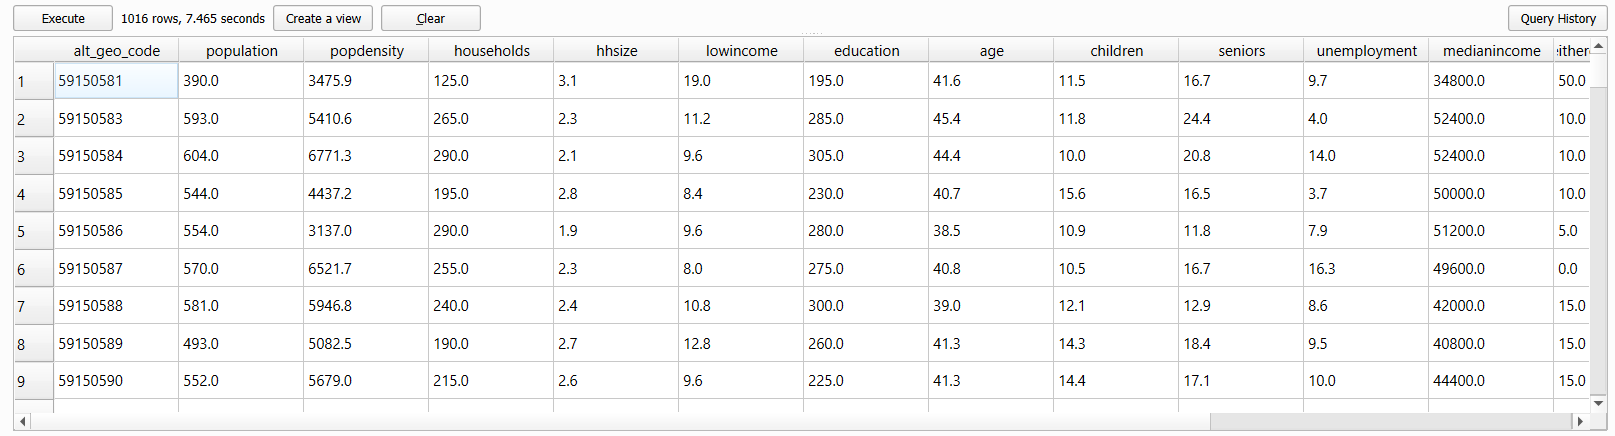 Execute 1016 rows, 7.465 seconds Create a view Clear Query History
alt_geo_code population popdensity households hhsize lowincome education age children seniors unemployment medianincome
1 59150581 390.0 3475.9 125.0 3.1 19.0 195.0 41.6 11.5 16.7 9.7 34800.0 50.0
2 59150583 593.0 5410.6 265.0 2.3 11.2 285.0 45.4 11.8 24.4 4.0 52400.0 10.0
3 59150584 604.0 6771.3 290.0 2.1 9.6 305.0 44.4 10.0 20.8 14.0 52400.0 10.0
4 59150585 544.0 4437.2 195.0 2.8 8.4 230.0 40.7 15.6 16.5 3.7 50000.0 10.0
5 59150586 554.0 3137.0 290.0 1.9 9.6 280.0 38.5 10.9 11.8 7.9 51200.0 5.0
6 59150587 570.0 6521.7 255.0 2.3 8.0 275.0 40.8 10.5 16.7 16.3 49600.0 0.0
7 59150588 581.0 5946.8 240.0 2.4 10.8 300.0 39.0 12.1 12.9 8.6 42000.0 15.0
8 59150589 493.0 5082.5 190.0 2.7 12.8 260.0 41.3 14.3 18.4 9.5 40800.0 15.0
9 59150590 552.0 5679.0 215.0 2.6 9.6 225.0 41.3 14.4 17.1 10.0 44400.0 15.0